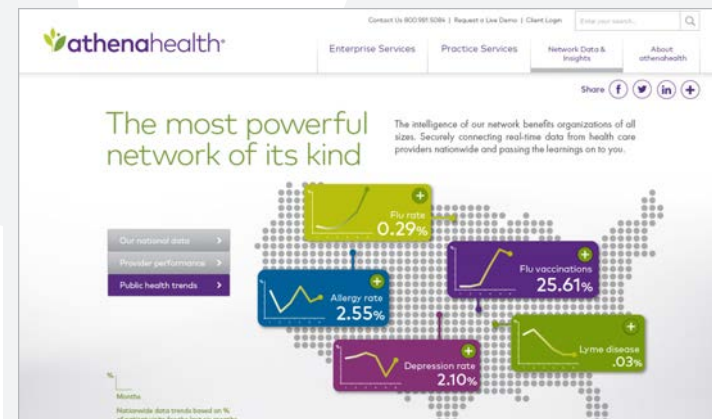 Contact Us 800.981.5084 | Request a Live Demo | Client Login
Enter your search...
athenahealth
Enterprise Services
Practice Services
Network Data &
Insights
About
athenahealth
Share
The most powerful
network of its kind
The intelligence of our network benefits organizations of all
sizes. Securely connecting real-time data from health care
providers nationwide and passing the learnings on to you.
Our national data
Provider performance
Public health trends
Flu rate
0.29%
Flu vaccinations
25.61%
Allergy rate
2.55%
Lyme disease
.03%
Depression rate
2.10%
%
Months
Nationwide data trends based on %